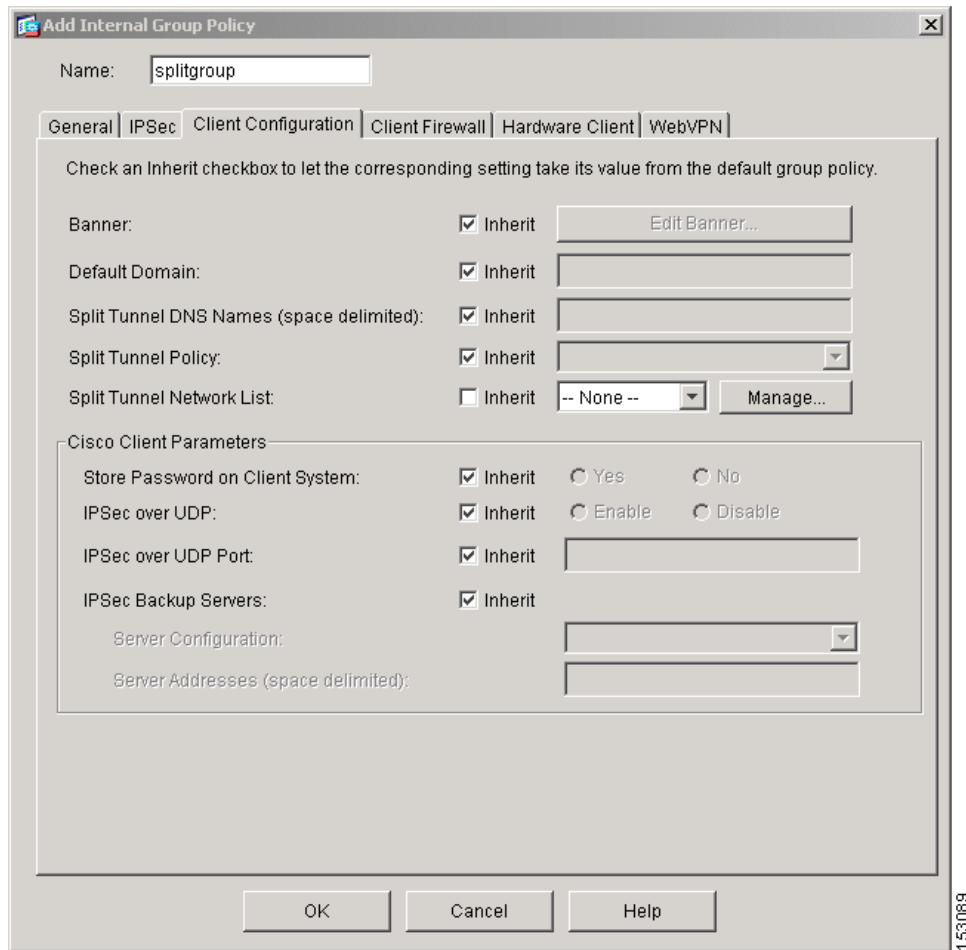 Add Internal Group Policy
Name: splitgroup
General IPSec Client Configuration Client Firewall Hardware Client WebVPN
Check an Inherit checkbox to let the corresponding setting take its value from the default group policy.
Banner: Inherit Edit Banner...
Default Domain: Inherit
Split Tunnel DNS Names (space delimited): Inherit
Split Tunnel Policy: Inherit
Split Tunnel Network List: Inherit -- None -- Manage...
Cisco Client Parameters
Store Password on Client System: Inherit Yes No
IPSec over UDP: Inherit Enable Disable
IPSec over UDP Port: Inherit
IPSec Backup Servers: Inherit
Server Configuration:
Server Addresses (space delimited):
OK Cancel Help
153089